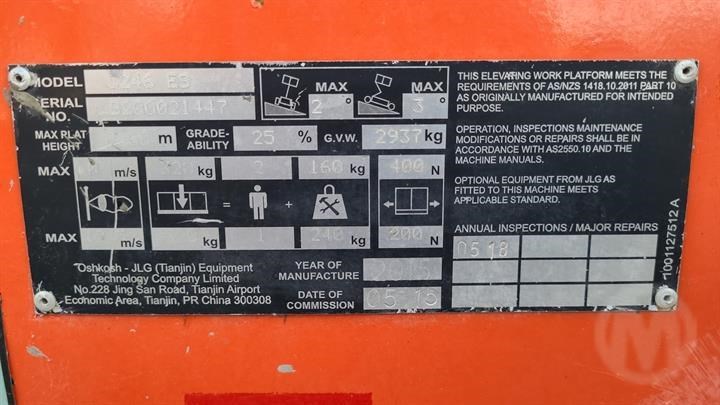 MODEL 3246 ES
SERIAL NO. 21447
MAX PLAT HEIGHT m GRADE-ABILITY 25 % G.V.W. 2937 kg
MAX 2 ° MAX 3 °
MAX m/s 320 kg 2 160 kg 400 N
= +
MAX m/s kg 1 240 kg 200 N
Oshkosh - JLG (Tianjin) Equipment
Technology Company Limited
No.228 Jing San Road, Tianjin Airport
Economic Area, Tianjin, PR China 300308
YEAR OF MANUFACTURE 2015
DATE OF COMMISSION 05.15
THIS ELEVATING WORK PLATFORM MEETS THE
REQUIREMENTS OF AS/NZS 1418.10.2011 PART 10
AS ORIGINALLY MANUFACTURED FOR INTENDED
PURPOSE.
OPERATION, INSPECTIONS MAINTENANCE
MODIFICATIONS OR REPAIRS SHALL BE IN
ACCORDANCE WITH AS2550.10 AND THE
MACHINE MANUALS.
OPTIONAL EQUIPMENT FROM JLG AS
FITTED TO THIS MACHINE MEETS
APPLICABLE STANDARD.
ANNUAL INSPECTIONS / MAJOR REPAIRS
05 18
1001127512 A
M